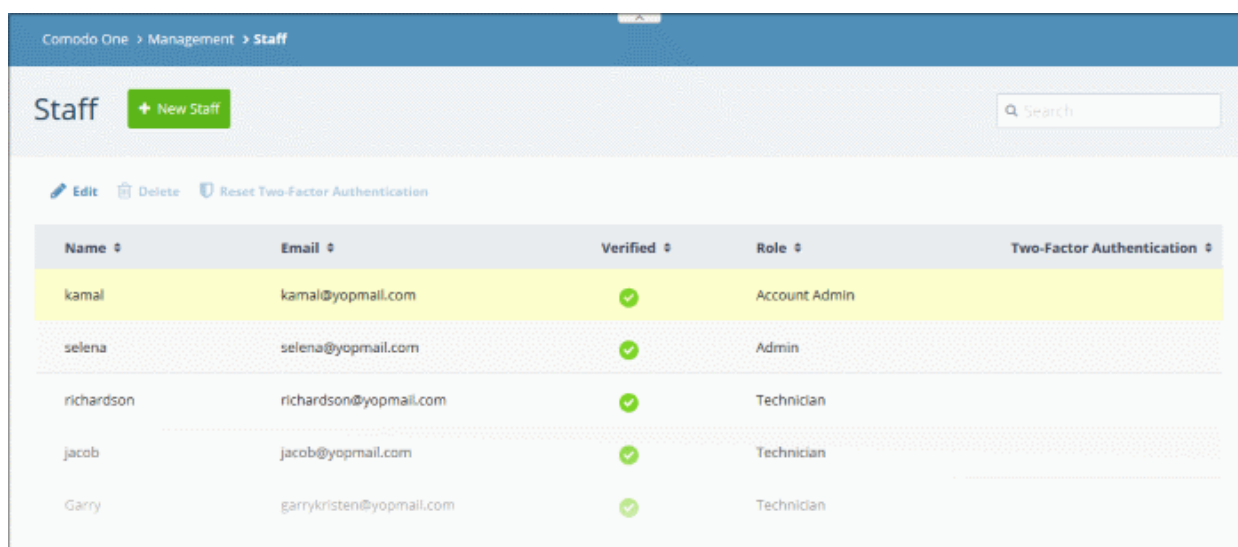 Comodo One > Management > Staff
Staff + New Staff Search
Edit Delete Reset Two-Factor Authentication
Name Email Verified Role Two-Factor Authentication
kamal kamal@yopmail.com Account Admin
selena selena@yopmail.com Admin
richardson richardson@yopmail.com Technician
jacob jacob@yopmail.com Technician
Garry garrykristen@yopmail.com Technician